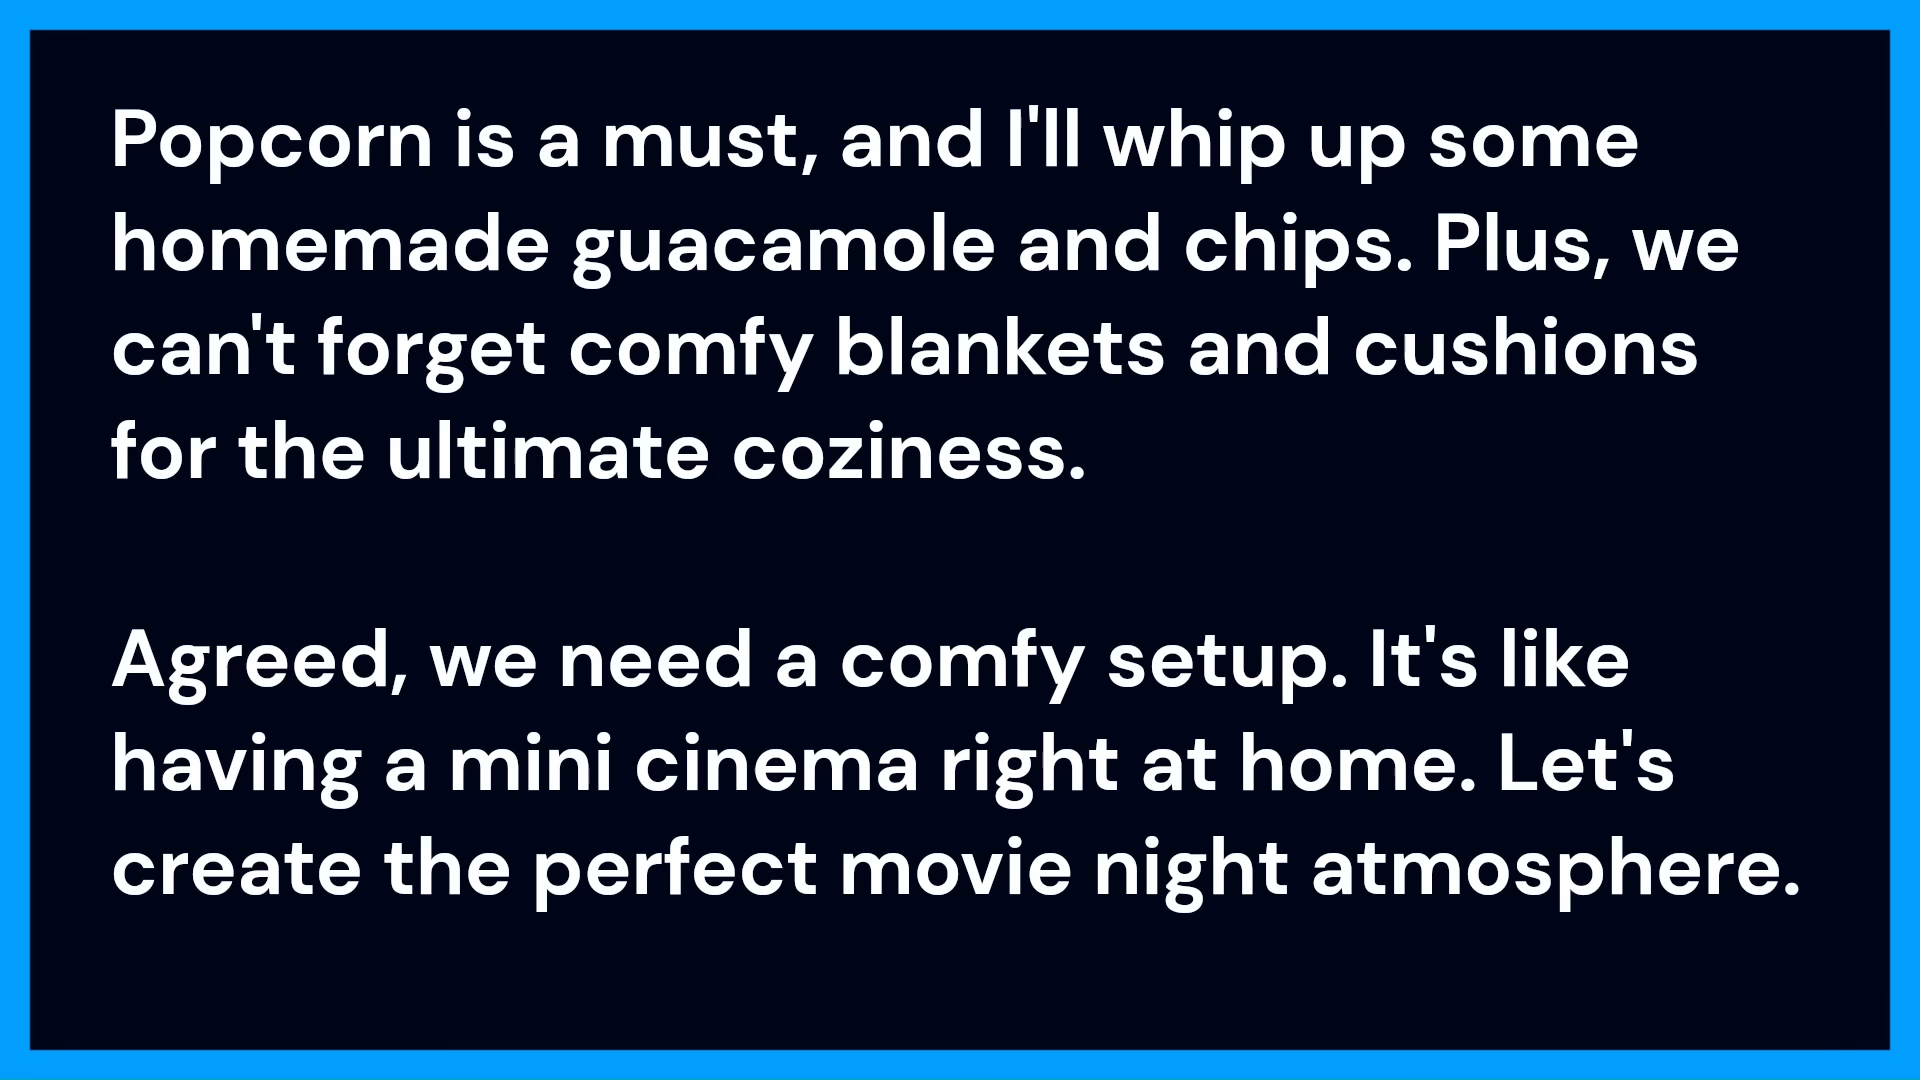 Popcorn is a must, and I'll whip up some
homemade guacamole and chips. Plus, we
can't forget comfy blankets and cushions
for the ultimate coziness.
Agreed, we need a comfy setup. It's like
having a mini cinema right at home. Let's
create the perfect movie night atmosphere.